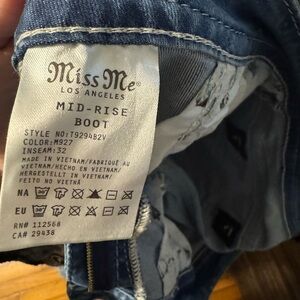 Miss Me®
LOS ANGELES
MID-RISE
BOOT
STYLE NO:T9294B2V
COLOR:M927
INSEAM:32
MADE IN VIETNAM/FABRIQUÉ AU
VIETNAM/HECHO EN VIETNAM/
HERGESTELLT IN VIETNAM/
FEITO NO VIETNÃ
NA
EU
RN# 112568
CA# 29438